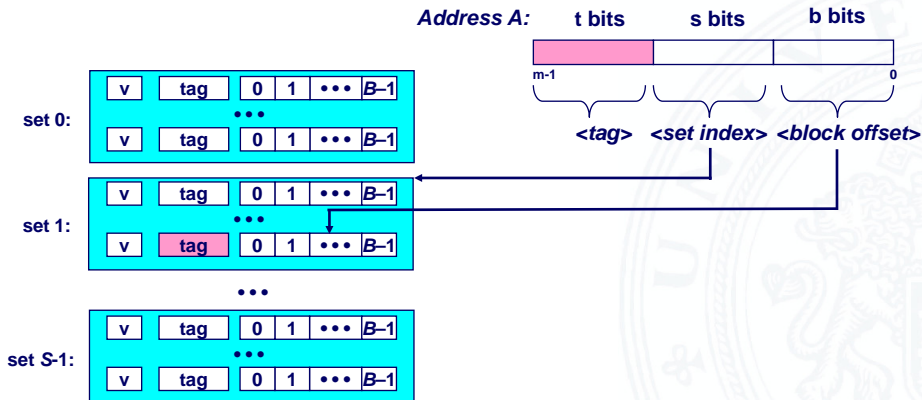 Address A: t bits s bits b bits
m-1 0
<tag> <set index> <block offset>
set 0:
v tag 0 1 ••• B–1
•••
v tag 0 1 ••• B–1
set 1:
v tag 0 1 ••• B–1
•••
v tag 0 1 ••• B–1
•••
set S-1:
v tag 0 1 ••• B–1
•••
v tag 0 1 ••• B–1